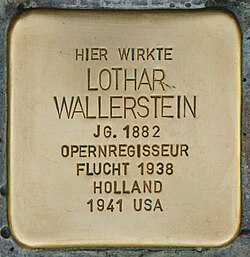 HIER WIRKTE
LOTHAR
WALLERSTEIN
JG. 1882
OPERNREGISSEUR
FLUCHT 1938
HOLLAND
1941 USA